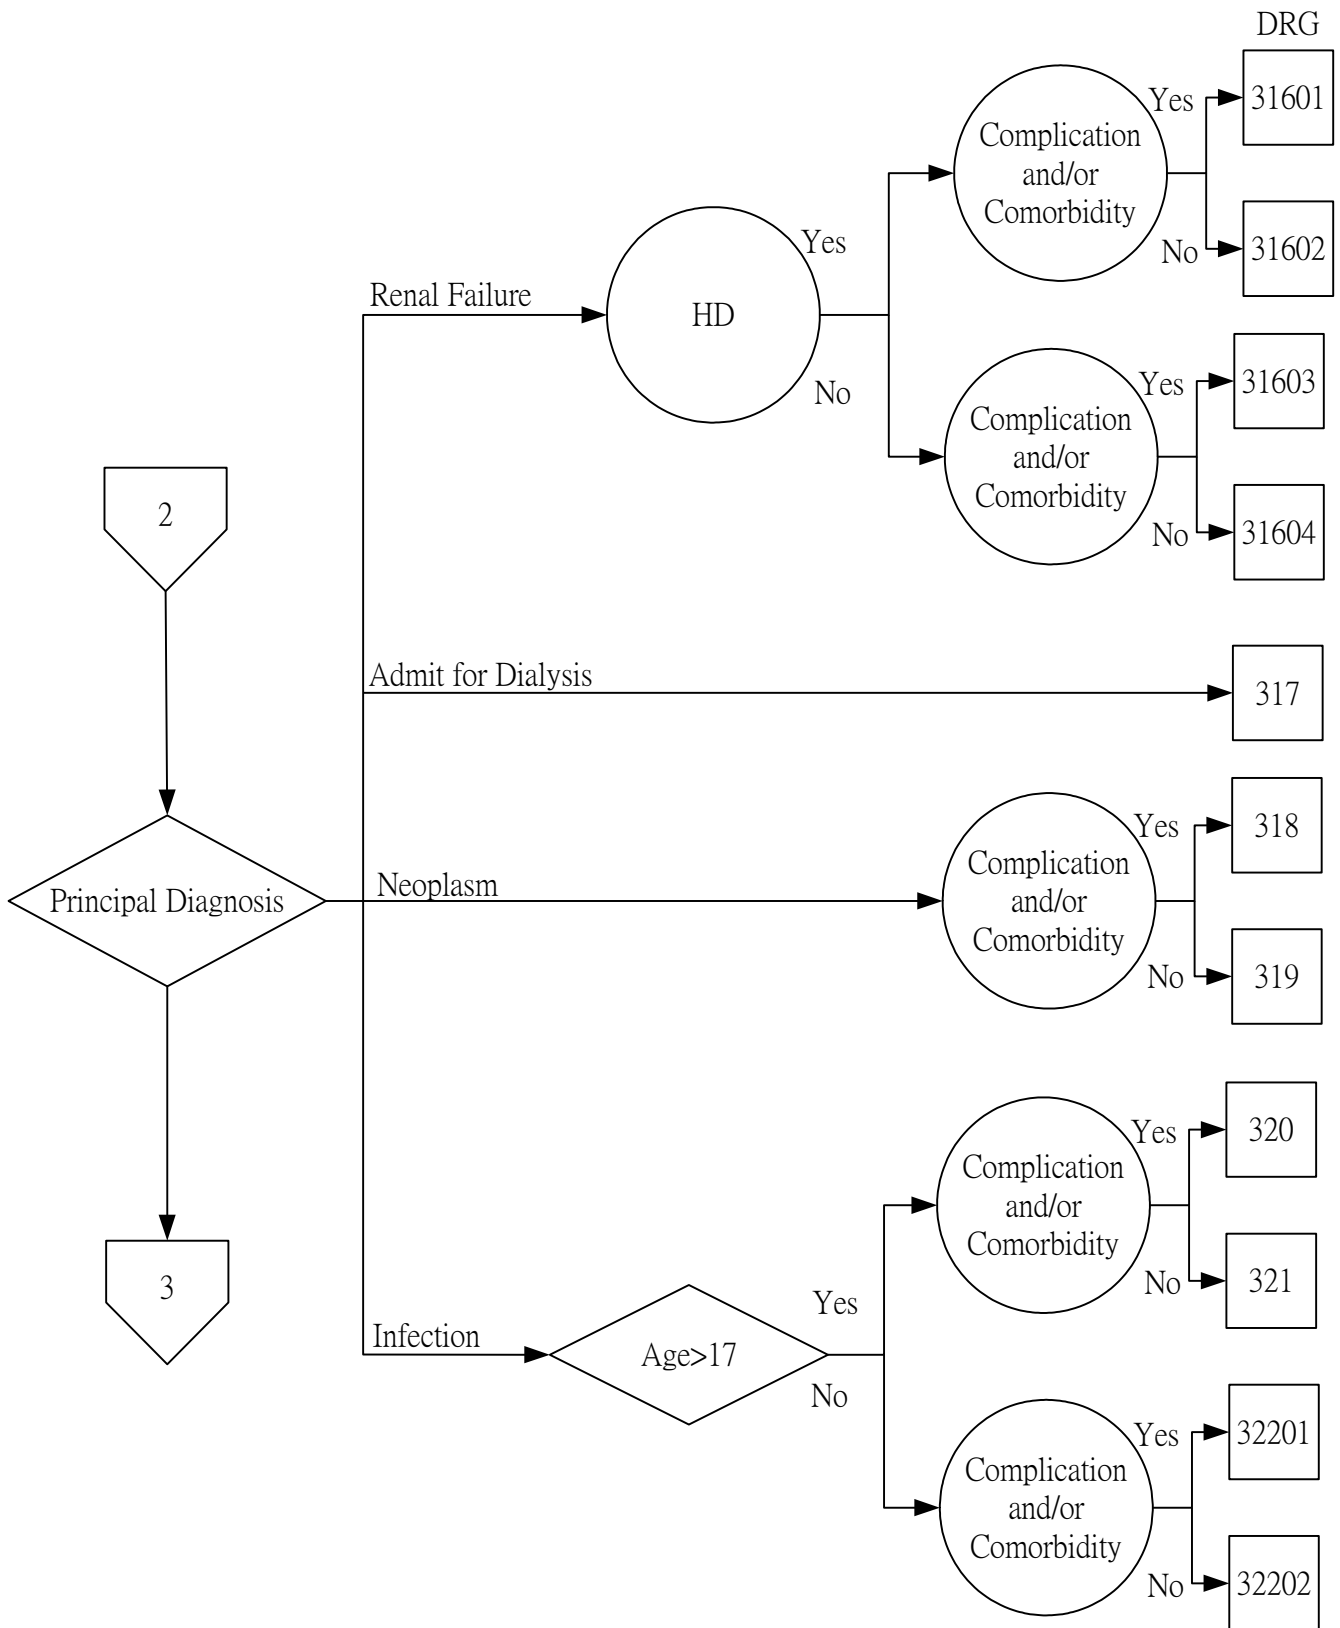 DRG
Complication
and/or
Comorbidity
Yes
31601
No
31602
Renal Failure
HD
Yes
No
Complication
and/or
Comorbidity
Yes
31603
No
31604
2
Admit for Dialysis
317
Principal Diagnosis
Neoplasm
Complication
and/or
Comorbidity
Yes
318
No
319
3
Infection
Age>17
Yes
No
Complication
and/or
Comorbidity
Yes
320
No
321
Complication
and/or
Comorbidity
Yes
32201
No
32202